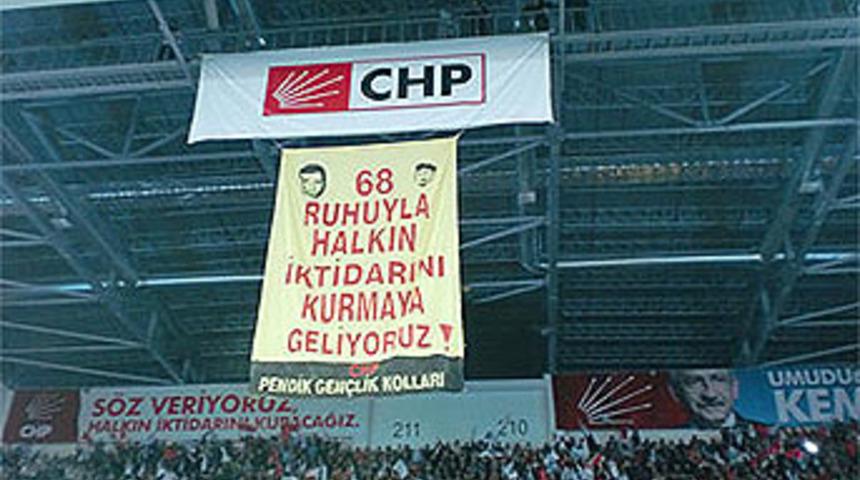 CHP
68
RUHUYLA
HALKIN
İKTİDARINI
KURMAYA
GELİYORUZ !
CHP
PENDİK GENÇLİK KOLLARI
SÖZ VERİYORUZ,
HALKIN İKTİDARINI KURACAĞIZ.
211
210
UMUDU
KEM